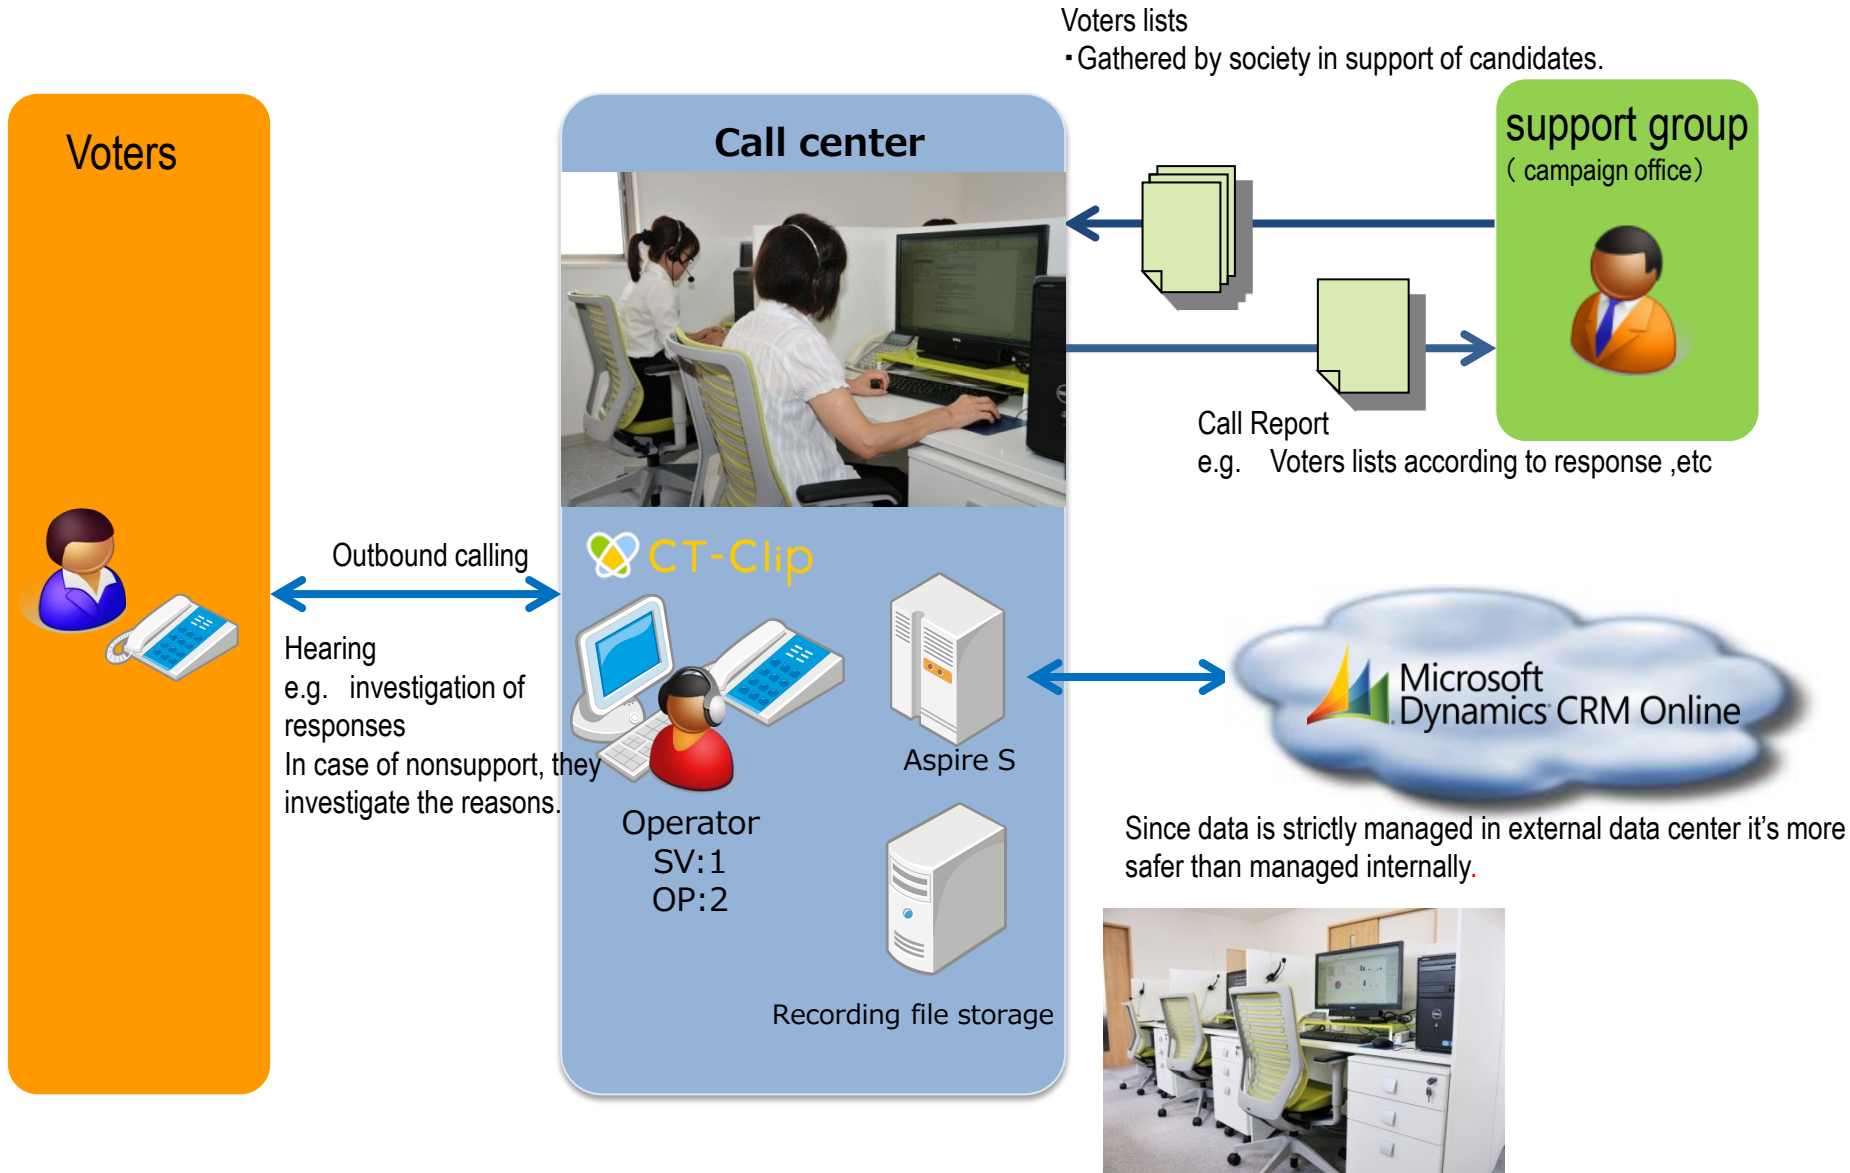 Voters lists
・Gathered by society in support of candidates.
Voters
Call center
support group
（ campaign office）
Call Report
e.g. Voters lists according to response ,etc
CT-Clip
Outbound calling
Hearing
e.g. investigation of
responses
In case of nonsupport, they
investigate the reasons.
Operator
SV:1
OP:2
Aspire S
Recording file storage
Microsoft
Dynamics CRM Online
Since data is strictly managed in external data center it’s more
safer than managed internally.